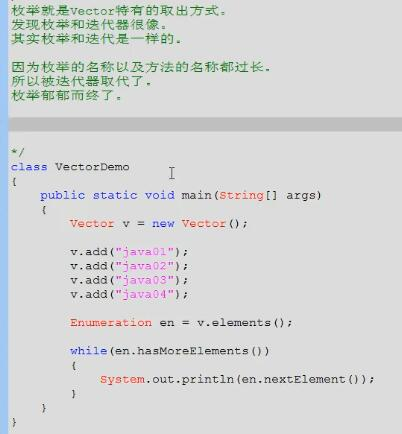 枚举就是Vector特有的取出方式。
发现枚举和迭代器很像。
其实枚举和迭代是一样的。
因为枚举的名称以及方法的名称都过长。
所以被迭代器取代了。
枚举郁郁而终了。
*/
class VectorDemo
{
public static void main(String[] args)
{
Vector v = new Vector();
v.add("java01");
v.add("java02");
v.add("java03");
v.add("java04");
Enumeration en = v.elements();
while(en.hasMoreElements())
{
System.out.println(en.nextElement());
}
}
}